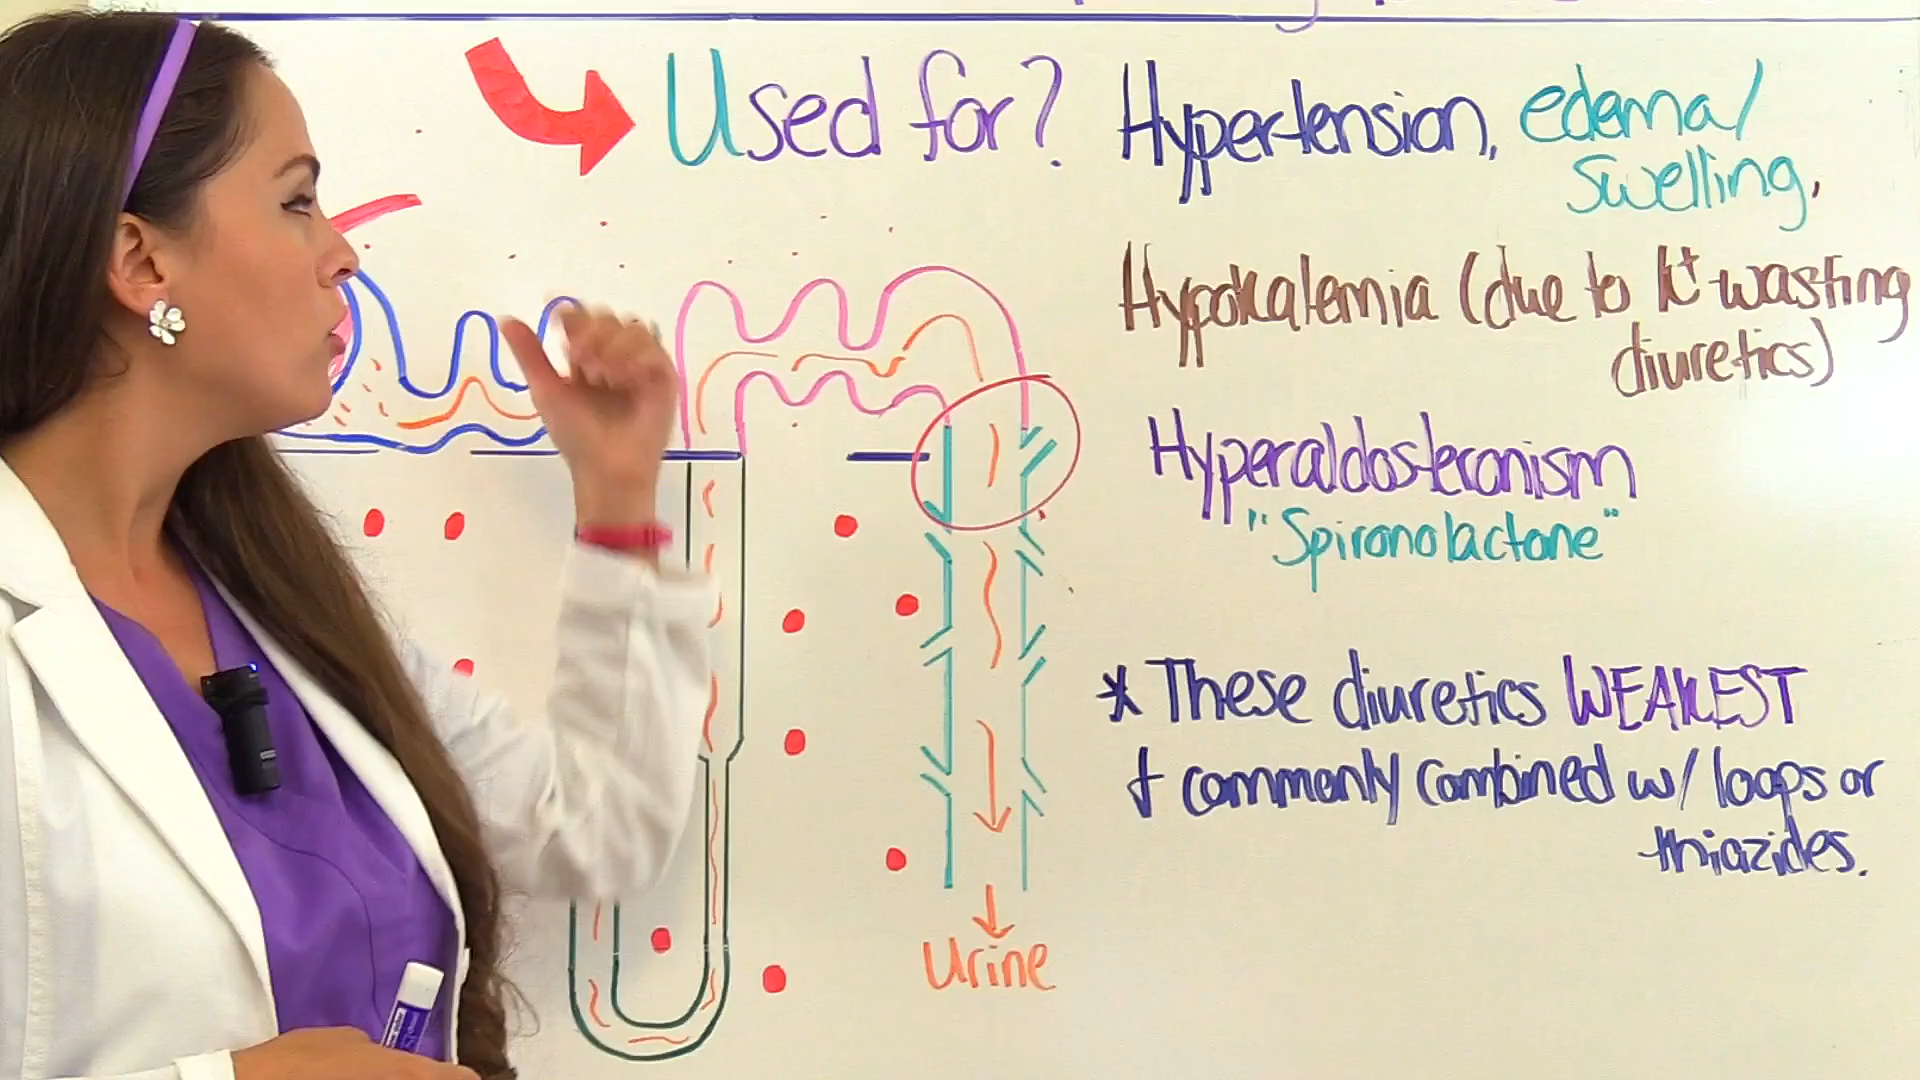 Used for? Hypertension, edema/
swelling,
Hypokalemia (due to K+ wasting
diuretics)
Hyperaldosteronism
"Spironolactone"
* These diuretics WEAKEST
& commonly combined w/ loops or
thiazides.
Urine